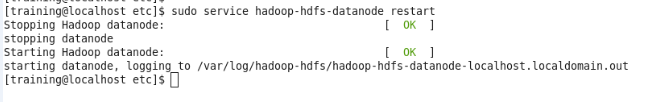 [training@localhost etc]$ sudo service hadoop-hdfs-datanode restart
Stopping Hadoop datanode: [ OK ]
stopping datanode
Starting Hadoop datanode: [ OK ]
starting datanode, logging to /var/log/hadoop-hdfs/hadoop-hdfs-datanode-localhost.localdomain.out
[training@localhost etc]$